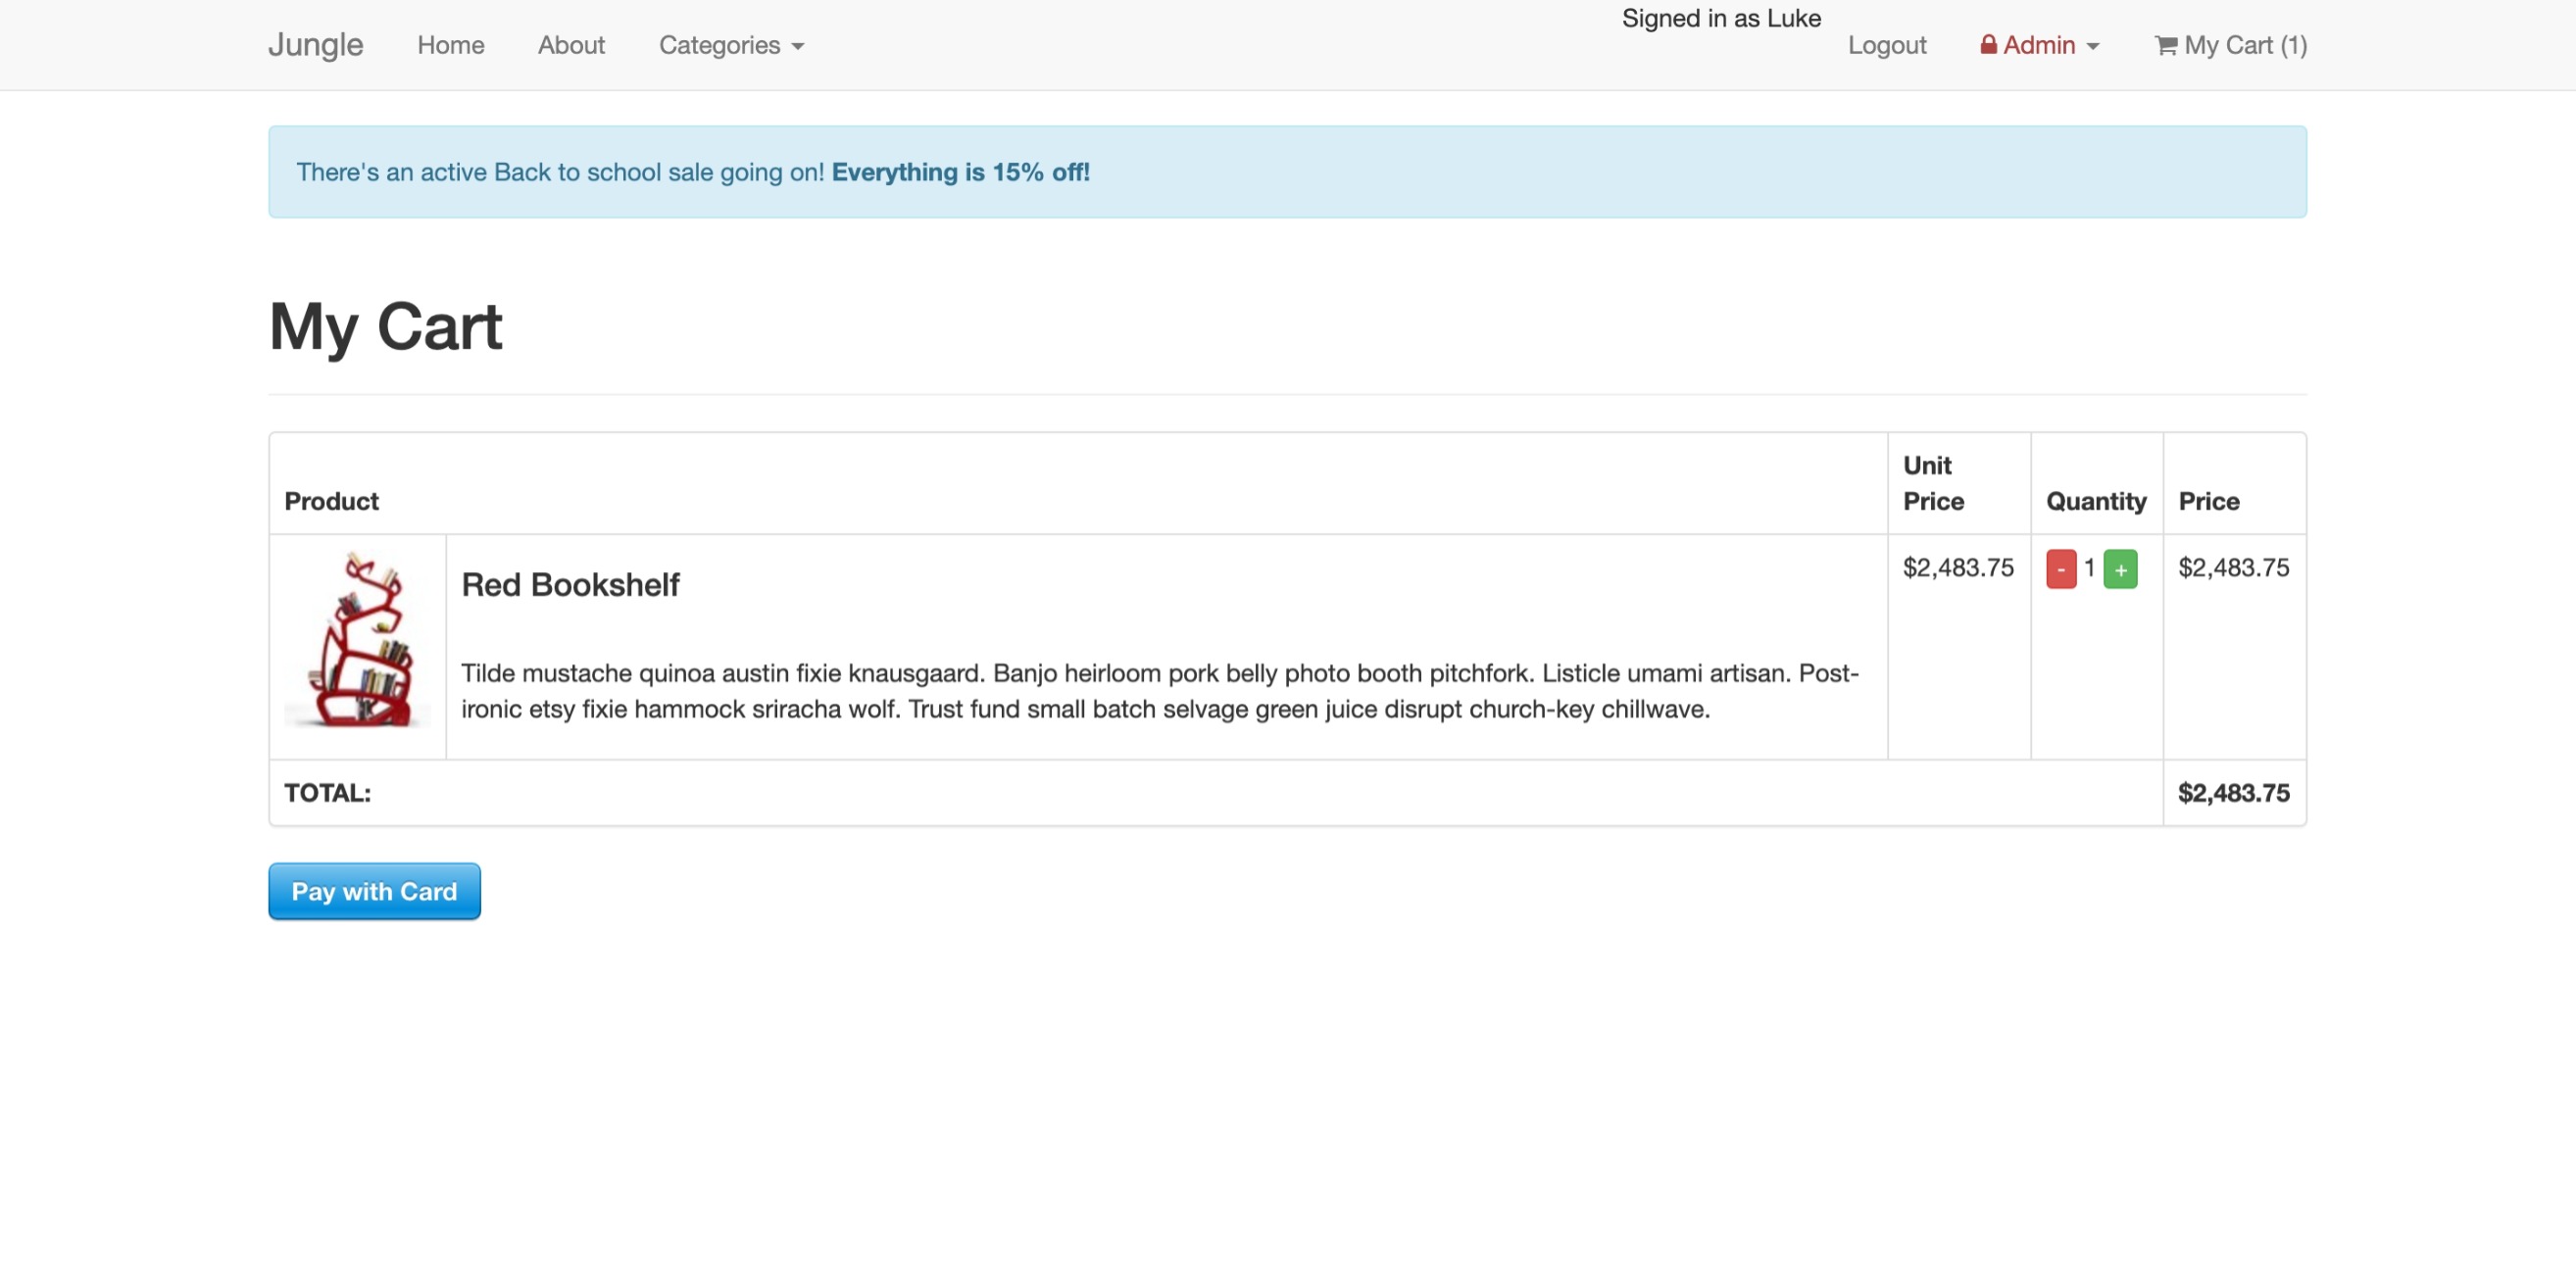 Signed in as Luke
Jungle Home About Categories Logout Admin My Cart (1)
There's an active Back to school sale going on! Everything is 15% off!
My Cart
Product Unit Price Quantity Price
Red Bookshelf $2,483.75 - 1 + $2,483.75
Tilde mustache quinoa austin fixie knausgaard. Banjo heirloom pork belly photo booth pitchfork. Listicle umami artisan. Post-
ironic etsy fixie hammock sriracha wolf. Trust fund small batch selvage green juice disrupt church-key chillwave.
TOTAL: $2,483.75
Pay with Card